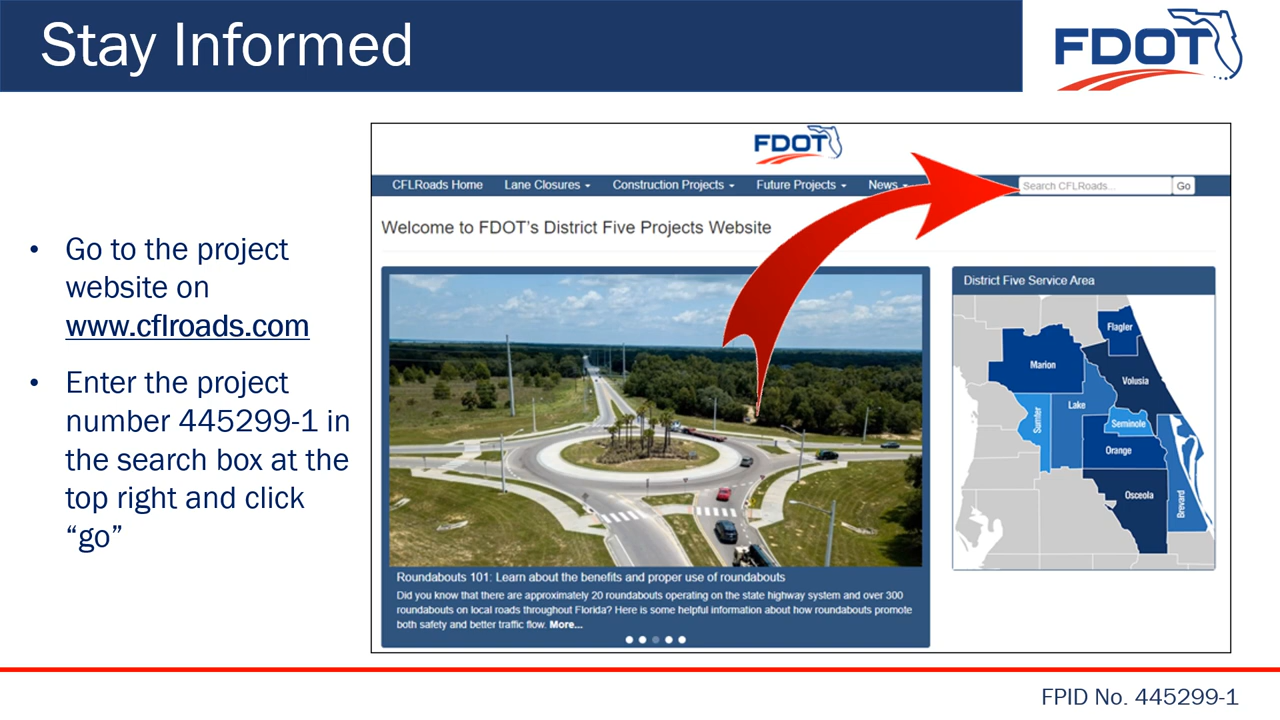 Stay Informed
FDOT
• Go to the project
website on
www.cflroads.com
• Enter the project
number 445299-1 in
the search box at the
top right and click
“go”
FDOT
CFLRoads Home Lane Closures Construction Projects Future Projects News Search CFLRoads... Go
Welcome to FDOT's District Five Projects Website
District Five Service Area
Flagler
Marion
Volusia
Lake
Sumter
Seminole
Orange
Osceola
Brevard
Roundabouts 101: Learn about the benefits and proper use of roundabouts
Did you know that there are approximately 20 roundabouts operating on the state highway system and over 300
roundabouts on local roads throughout Florida? Here is some helpful information about how roundabouts promote
both safety and better traffic flow. More...
FPID No. 445299-1